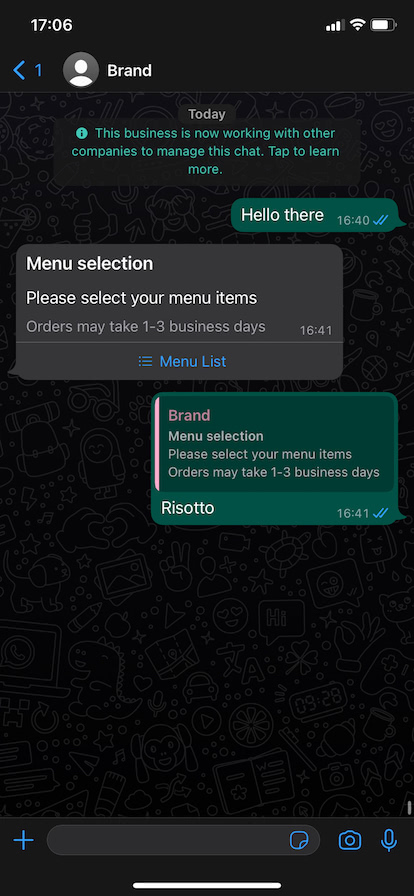 17:06
1
Brand
Today
This business is now working with other
companies to manage this chat. Tap to learn
more.
Hello there 16:40
Menu selection
Please select your menu items
Orders may take 1-3 business days 16:41
Menu List
Brand
Menu selection
Please select your menu items
Orders may take 1-3 business days
Risotto 16:41
Hi
09:28